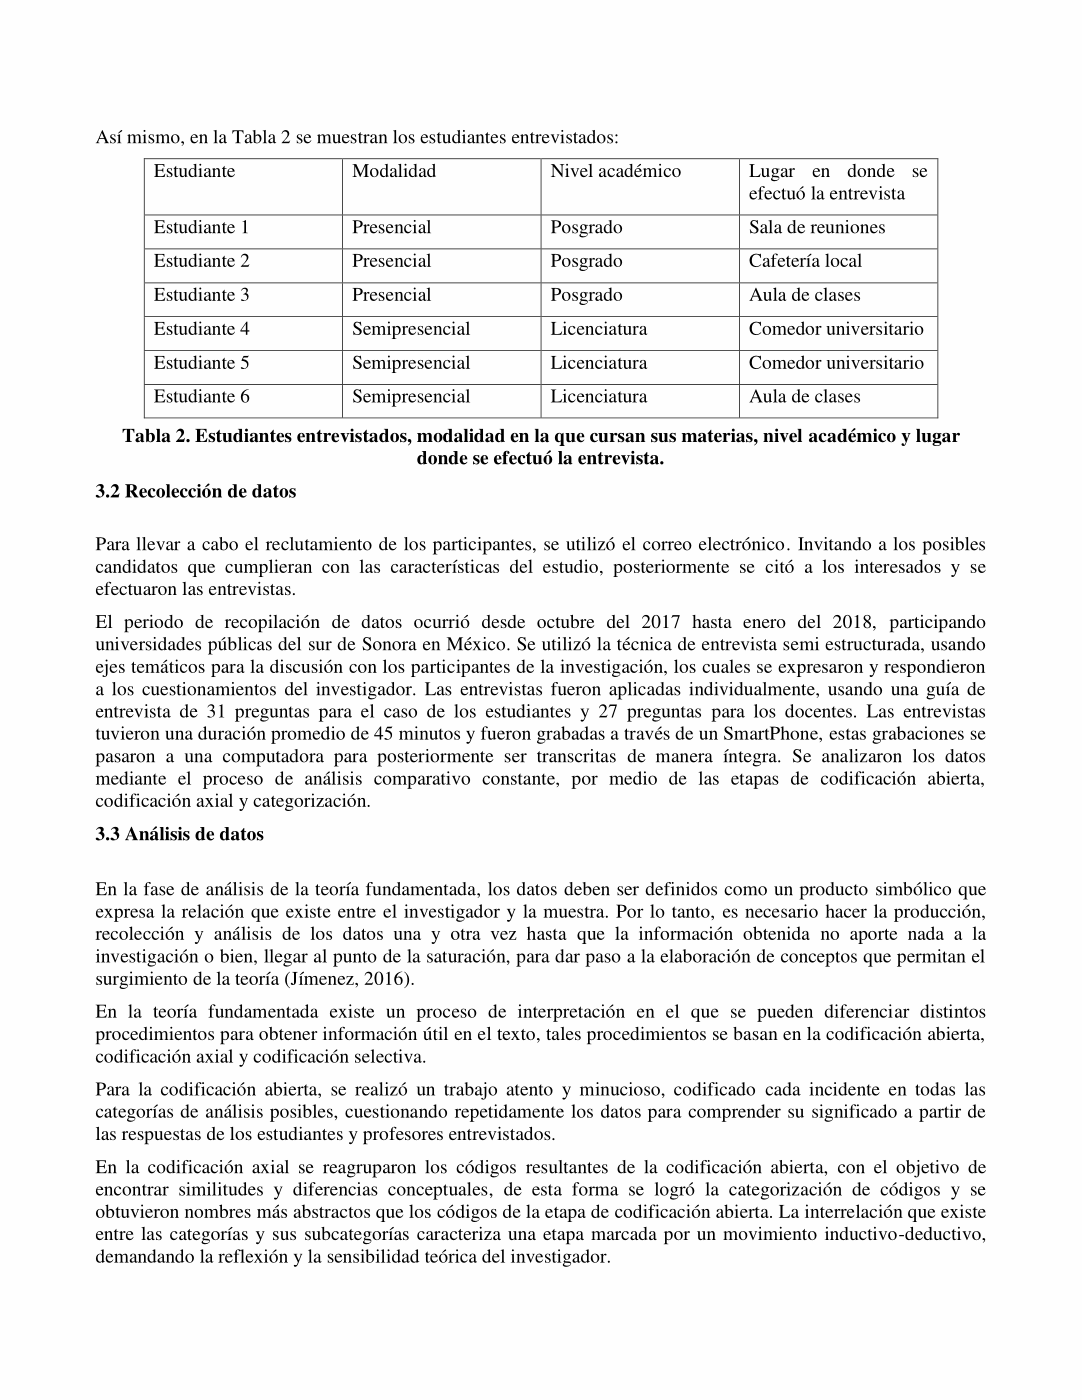 Así mismo, en la Tabla 2 se muestran los estudiantes entrevistados:
Estudiante Modalidad Nivel académico Lugar en donde se
efectuó la entrevista
Estudiante 1 Presencial Posgrado Sala de reuniones
Estudiante 2 Presencial Posgrado Cafetería local
Estudiante 3 Presencial Posgrado Aula de clases
Estudiante 4 Semipresencial Licenciatura Comedor universitario
Estudiante 5 Semipresencial Licenciatura Comedor universitario
Estudiante 6 Semipresencial Licenciatura Aula de clases
Tabla 2. Estudiantes entrevistados, modalidad en la que cursan sus materias, nivel académico y lugar
donde se efectuó la entrevista.
3.2 Recolección de datos
Para llevar a cabo el reclutamiento de los participantes, se utilizó el correo electrónico. Invitando a los posibles
candidatos que cumplieran con las características del estudio, posteriormente se citó a los interesados y se
efectuaron las entrevistas.
El periodo de recopilación de datos ocurrió desde octubre del 2017 hasta enero del 2018, participando
universidades públicas del sur de Sonora en México. Se utilizó la técnica de entrevista semi estructurada, usando
ejes temáticos para la discusión con los participantes de la investigación, los cuales se expresaron y respondieron
a los cuestionamientos del investigador. Las entrevistas fueron aplicadas individualmente, usando una guía de
entrevista de 31 preguntas para el caso de los estudiantes y 27 preguntas para los docentes. Las entrevistas
tuvieron una duración promedio de 45 minutos y fueron grabadas a través de un SmartPhone, estas grabaciones se
pasaron a una computadora para posteriormente ser transcritas de manera íntegra. Se analizaron los datos
mediante el proceso de análisis comparativo constante, por medio de las etapas de codificación abierta,
codificación axial y categorización.
3.3 Análisis de datos
En la fase de análisis de la teoría fundamentada, los datos deben ser definidos como un producto simbólico que
expresa la relación que existe entre el investigador y la muestra. Por lo tanto, es necesario hacer la producción,
recolección y análisis de los datos una y otra vez hasta que la información obtenida no aporte nada a la
investigación o bien, llegar al punto de la saturación, para dar paso a la elaboración de conceptos que permitan el
surgimiento de la teoría (Jímenez, 2016).
En la teoría fundamentada existe un proceso de interpretación en el que se pueden diferenciar distintos
procedimientos para obtener información útil en el texto, tales procedimientos se basan en la codificación abierta,
codificación axial y codificación selectiva.
Para la codificación abierta, se realizó un trabajo atento y minucioso, codificado cada incidente en todas las
categorías de análisis posibles, cuestionando repetidamente los datos para comprender su significado a partir de
las respuestas de los estudiantes y profesores entrevistados.
En la codificación axial se reagruparon los códigos resultantes de la codificación abierta, con el objetivo de
encontrar similitudes y diferencias conceptuales, de esta forma se logró la categorización de códigos y se
obtuvieron nombres más abstractos que los códigos de la etapa de codificación abierta. La interrelación que existe
entre las categorías y sus subcategorías caracteriza una etapa marcada por un movimiento inductivo-deductivo,
demandando la reflexión y la sensibilidad teórica del investigador.